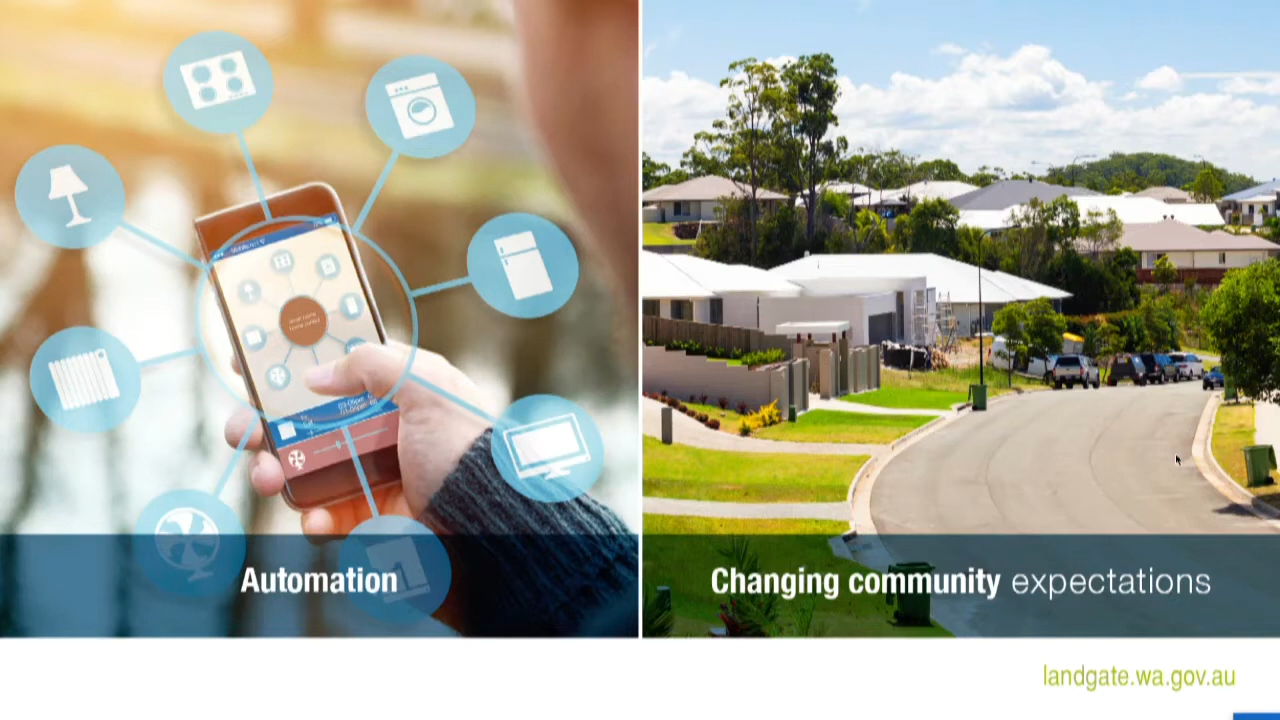 Automation
Changing community expectations
landgate.wa.gov.au